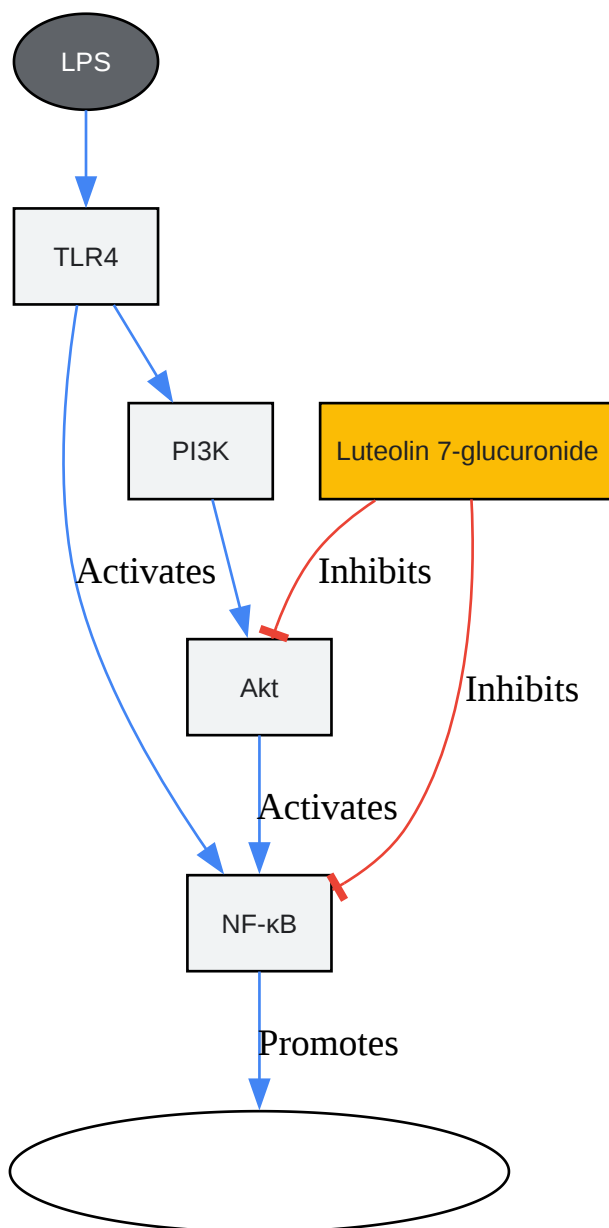 LPS
TLR4
PI3K
Luteolin 7-glucuronide
Activates
Inhibits
Akt
Inhibits
Activates
NF-κB
Promotes